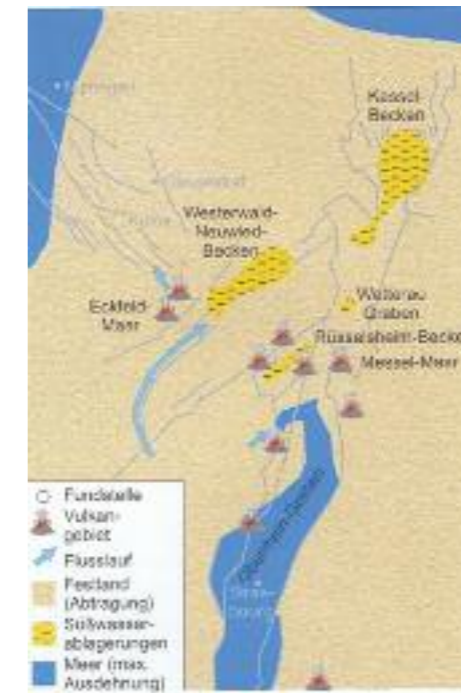 Kassel-
Becken
Westerwald-
Neuwied-
Becken
Eckfeld-
Maar
Wetterau
Graben
Rüsselsheim-Becke
Messel-Maar
Fundstelle
Vulkan-
gebiet
Flusslauf
Festland
(Abtragung)
Süßwasser-
ablagerungen
Meer (max.
Ausdehnung)